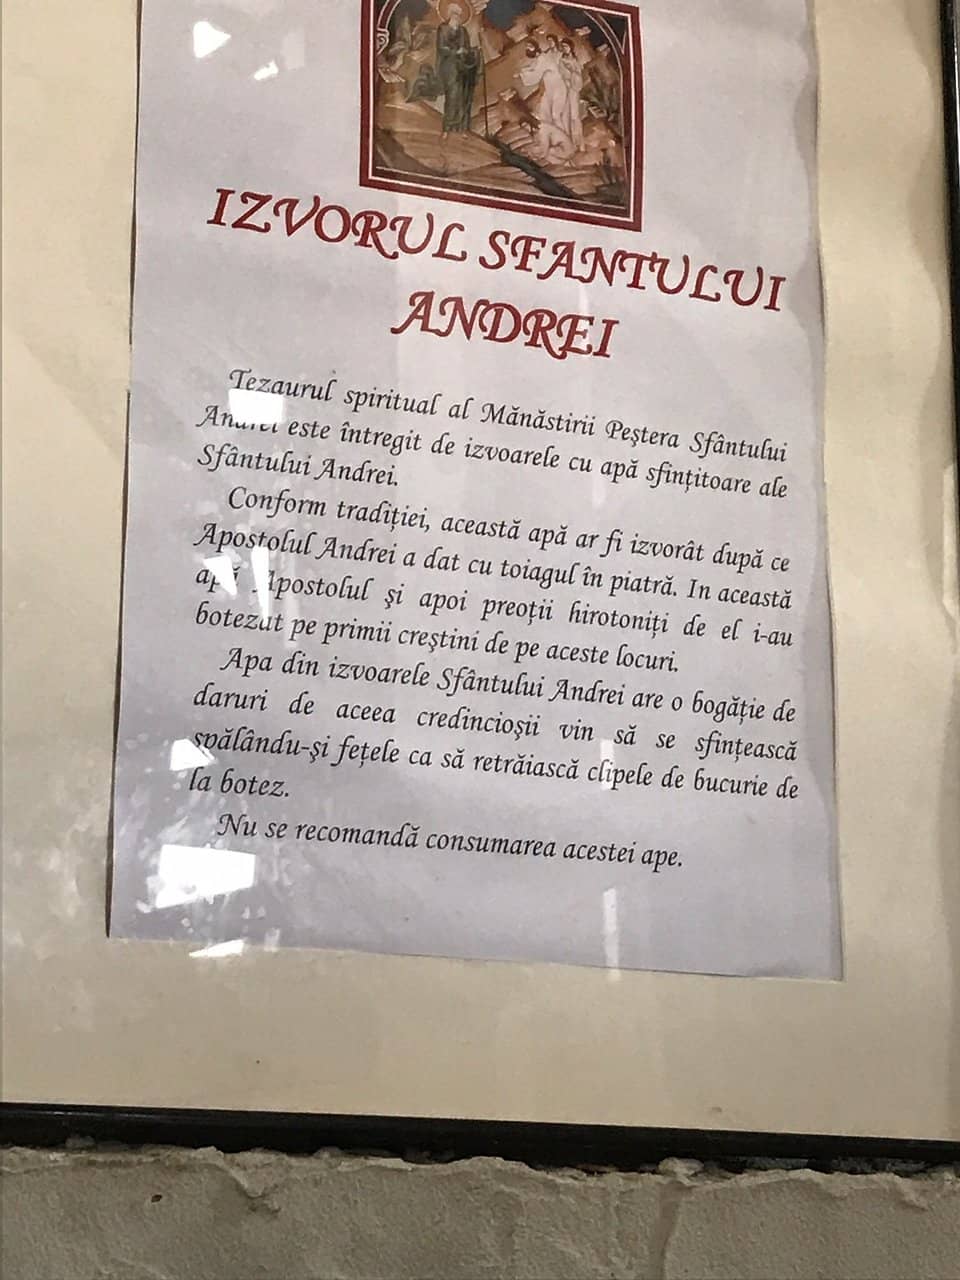 IZVORUL SFANTULUI
ANDREI
Tezaurul spiritual al Mănăstirii Peştera Sfântului
Andrei este întregit de izvoarele cu apă sfinţitoare ale
Sfântului Andrei.
Conform tradiţiei, această apă ar fi izvorât după ce
Apostolul Andrei a dat cu toiagul în piatră. In această
apă Apostolul şi apoi preoţii hirotoniţi de el i-au
botezat pe primii creştini de pe aceste locuri.
Apa din izvoarele Sfântului Andrei are o bogăţie de
daruri de aceea credincioşii vin să se sfinţească
spălându-şi feţele ca să retrăiască clipele de bucurie de
la botez.
Nu se recomandă consumarea acestei ape.